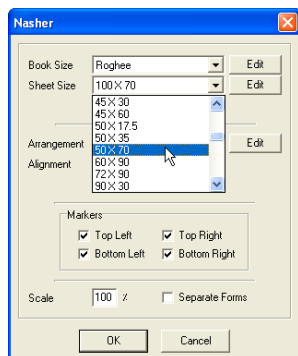 Nasher
Book Size Roghee Edit
Sheet Size 100 X 70 Edit
45 X 30
45 X 60
50 X 17.5
50 X 35
Arrangement Edit
50 X 70
60 X 90
Alignment
72 X 90
90 X 30
Markers
Top Left Top Right
Bottom Left Bottom Right
Scale 100 % Separate Forms
OK Cancel